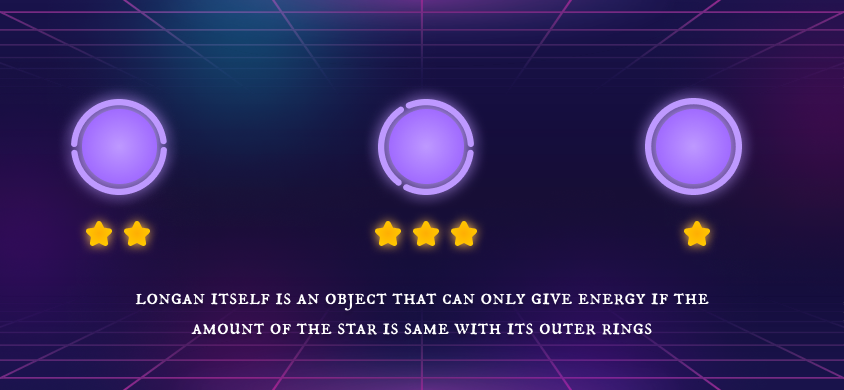 LONGAN ITSELF IS AN OBJECT THAT CAN ONLY GIVE ENERGY IF THE
AMOUNT OF THE STAR IS SAME WITH ITS OUTER RINGS